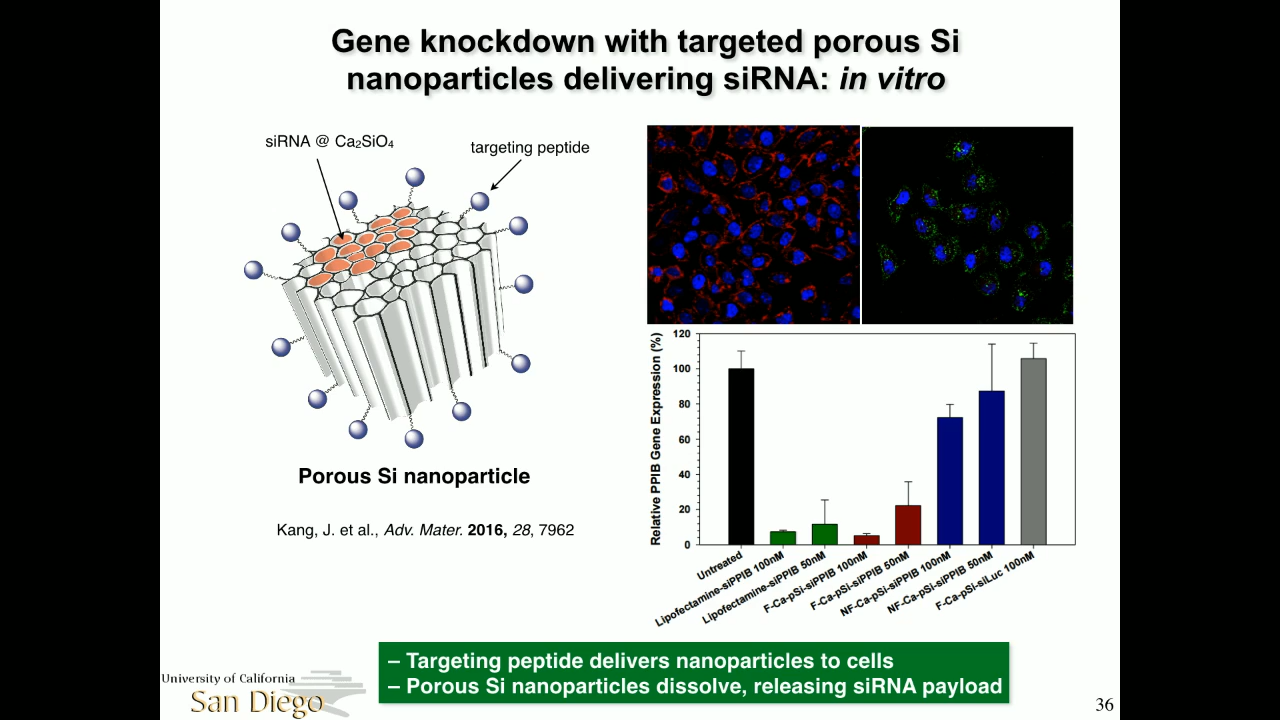 Gene knockdown with targeted porous Si
nanoparticles delivering siRNA: in vitro
siRNA @ Ca₂SiO₄
targeting peptide
Porous Si nanoparticle
Kang, J. et al., Adv. Mater. 2016, 28, 7962
Relative PPIB Gene Expression (%)
120
100
80
60
40
20
0
Untreated
Lipofectamine-siPPIB 100nM
Lipofectamine-siPPIB 50nM
F-Ca-pSi-siPPIB 100nM
F-Ca-pSi-siPPIB 50nM
NF-Ca-pSi-siPPIB 100nM
NF-Ca-pSi-siPPIB 50nM
F-Ca-pSi-siLuc 100nM
– Targeting peptide delivers nanoparticles to cells
– Porous Si nanoparticles dissolve, releasing siRNA payload
University of California
San Diego
36